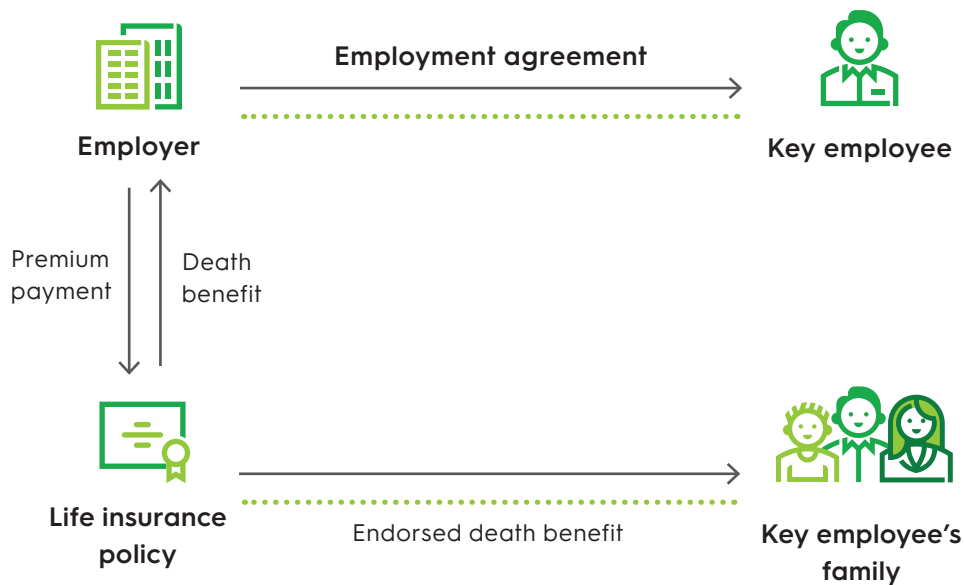 Employment agreement
Employer
Key employee
Premium
payment
Death
benefit
Life insurance
policy
Endorsed death benefit
Key employee’s
family